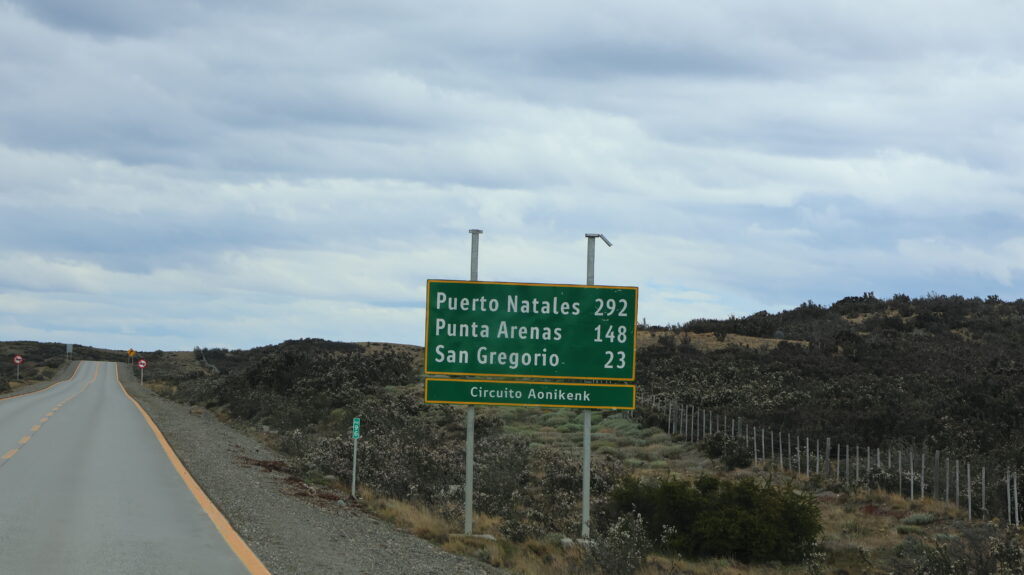 Puerto Natales 292
Punta Arenas 148
San Gregorio 23
Circuito Aonikenk